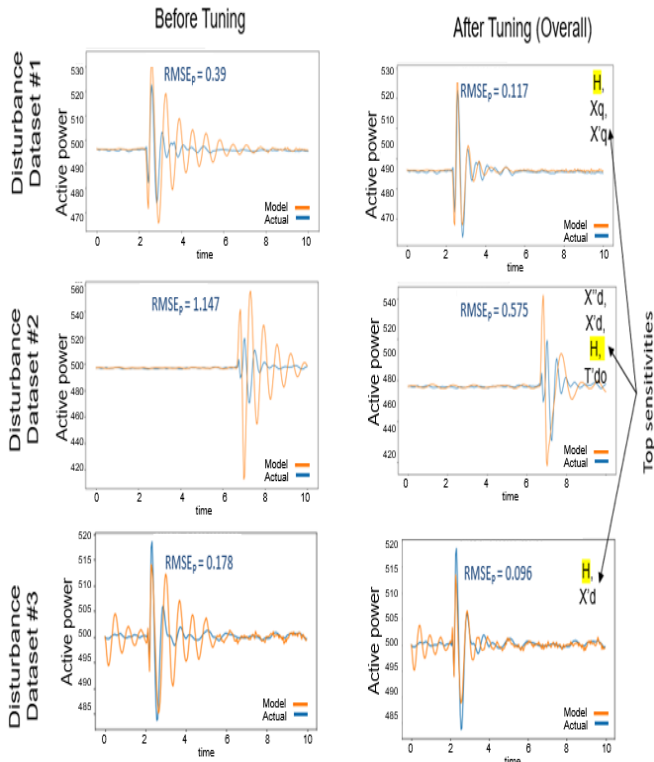 Before Tuning
After Tuning (Overall)
Disturbance
Dataset #1
Active power
530
520
510
500
490
480
470
RMSEₚ = 0.39
Model
Actual
0 2 4 6 8 10
time
Active power
530
520
510
500
490
480
470
RMSEₚ = 0.117
H,
Xq,
X'q
Model
Actual
0 2 4 6 8 10
time
Disturbance
Dataset #2
Active power
560
540
520
500
480
460
440
420
RMSEₚ = 1.147
Model
Actual
0 2 4 6 8 10
time
Active power
540
520
500
480
460
440
420
RMSEₚ = 0.575
X"d,
X'd,
H,
T'do
Model
Actual
0 2 4 6 8
time
Top sensitivities
Disturbance
Dataset #3
Active power
520
515
510
505
500
495
490
485
RMSEₚ = 0.178
Model
Actual
0 2 4 6 8 10
time
Active power
520
515
510
505
500
495
490
485
RMSEₚ = 0.096
H,
X'd
Model
Actual
0 2 4 6 8 10
time